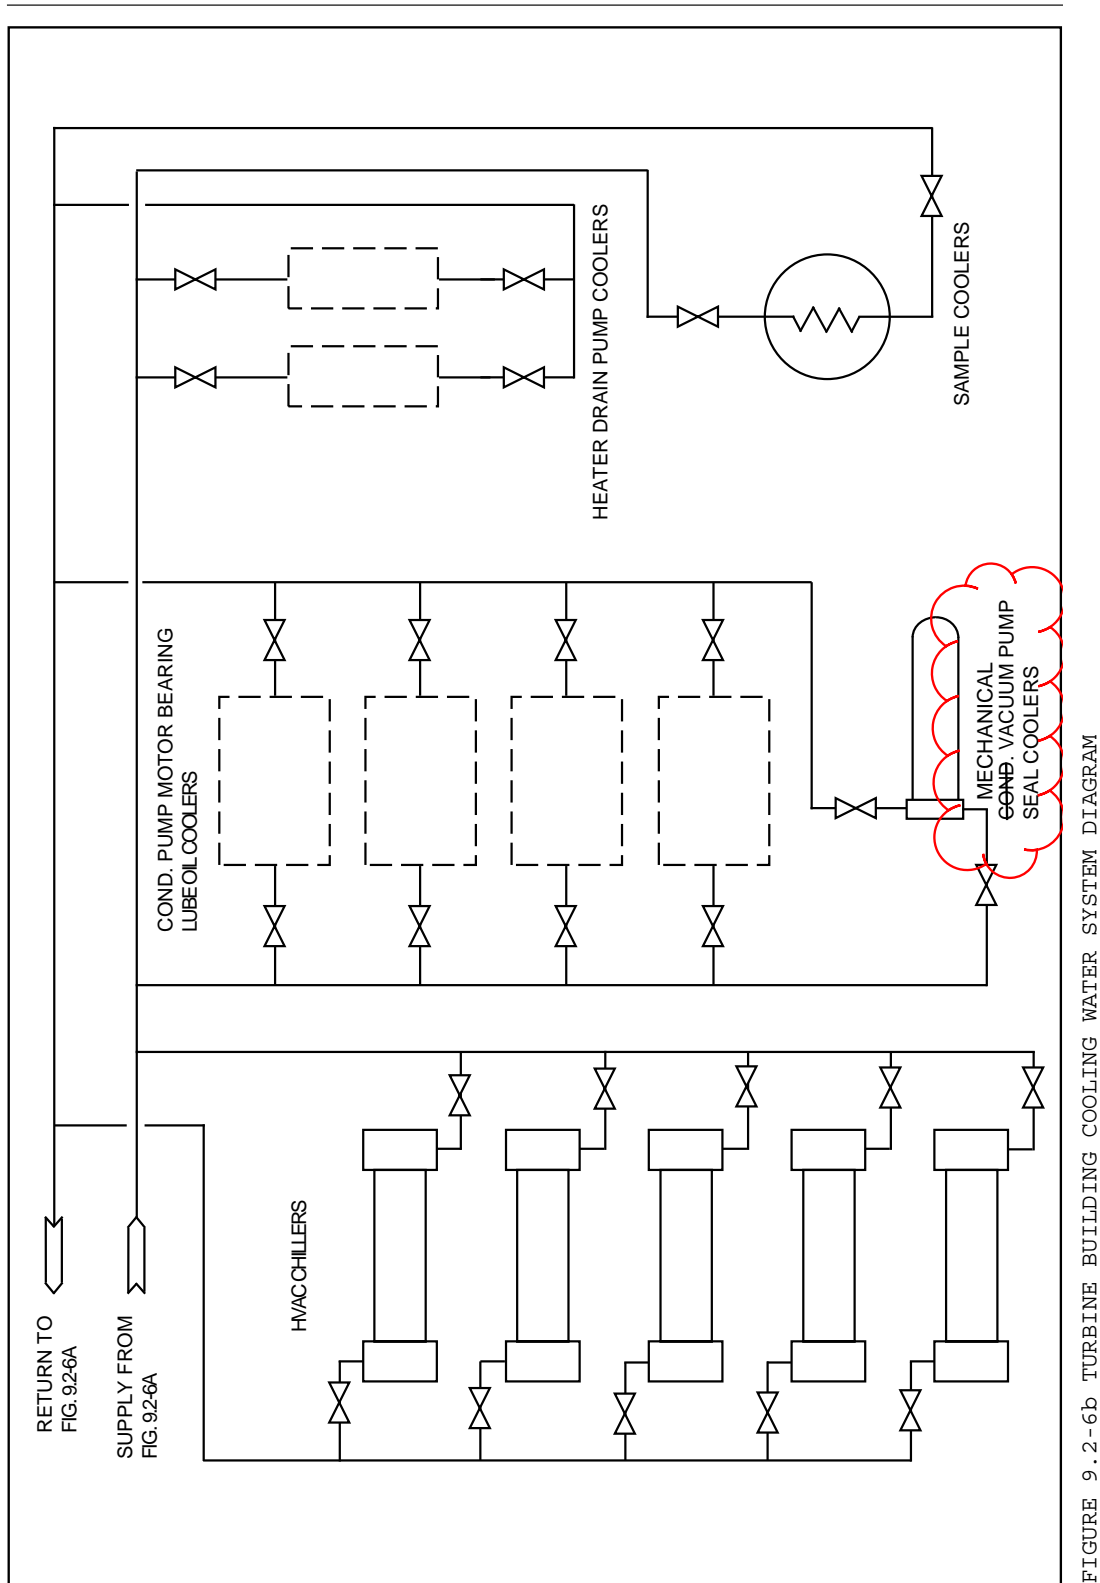 RETURN TO
FIG. 9.2-6A
SUPPLY FROM
FIG. 9.2-6A
COND. PUMP MOTOR BEARING
LUBE OIL COOLERS
HVAC CHILLERS
HEATER DRAIN PUMP COOLERS
SAMPLE COOLERS
MECHANICAL
COND. VACUUM PUMP
SEAL COOLERS
FIGURE 9.2-6b TURBINE BUILDING COOLING WATER SYSTEM DIAGRAM